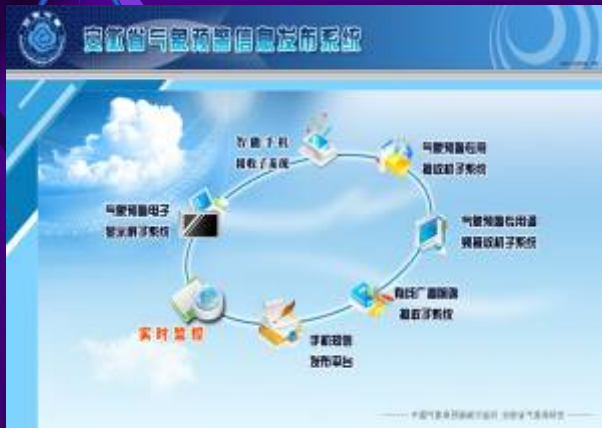 安徽省气象预警信息发布系统
智能手机
接收子系统
气象预警专用
接收机子系统
气象预警电子
显示屏子系统
气象预警专用调
频接收机子系统
有线广播预警
接收子系统
实时监控
手机短信
发布平台